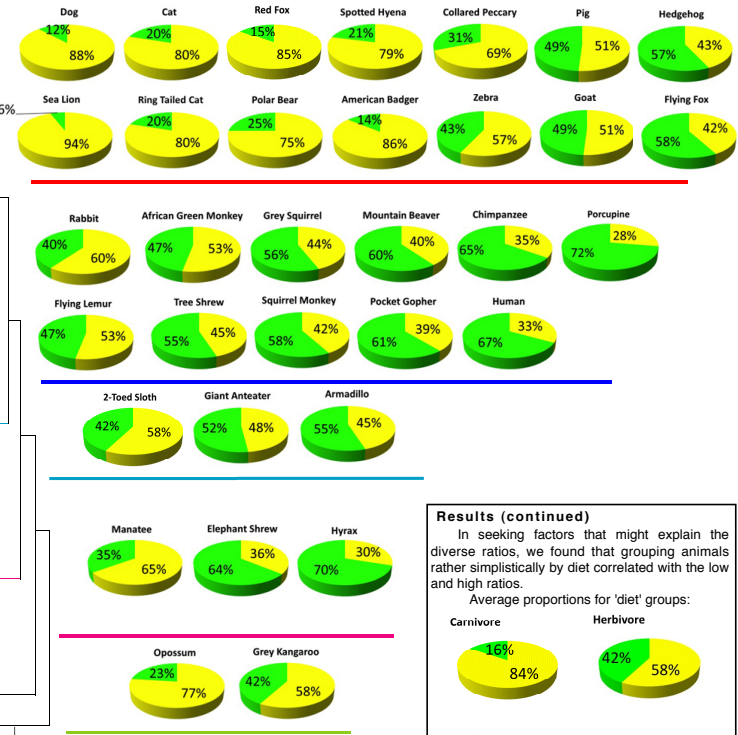 Dog Cat Red Fox Spotted Hyena Collared Peccary Pig Hedgehog
12% 88% 20% 80% 15% 85% 21% 79% 31% 69% 49% 51% 57% 43%
Sea Lion Ring Tailed Cat Polar Bear American Badger Zebra Goat Flying Fox
6% 94% 20% 80% 25% 75% 14% 86% 43% 57% 49% 51% 58% 42%
Rabbit African Green Monkey Grey Squirrel Mountain Beaver Chimpanzee Porcupine
40% 60% 47% 53% 56% 44% 60% 40% 65% 35% 72% 28%
Flying Lemur Tree Shrew Squirrel Monkey Pocket Gopher Human
47% 53% 55% 45% 58% 42% 61% 39% 67% 33%
2-Toed Sloth Giant Anteater Armadillo
42% 58% 52% 48% 55% 45%
Manatee Elephant Shrew Hyrax
35% 65% 64% 36% 70% 30%
Opossum Grey Kangaroo
23% 77% 42% 58%
Results (continued)
In seeking factors that might explain the
diverse ratios, we found that grouping animals
rather simplistically by diet correlated with the low
and high ratios.
Average proportions for 'diet' groups:
Carnivore Herbivore
16% 84% 42% 58%